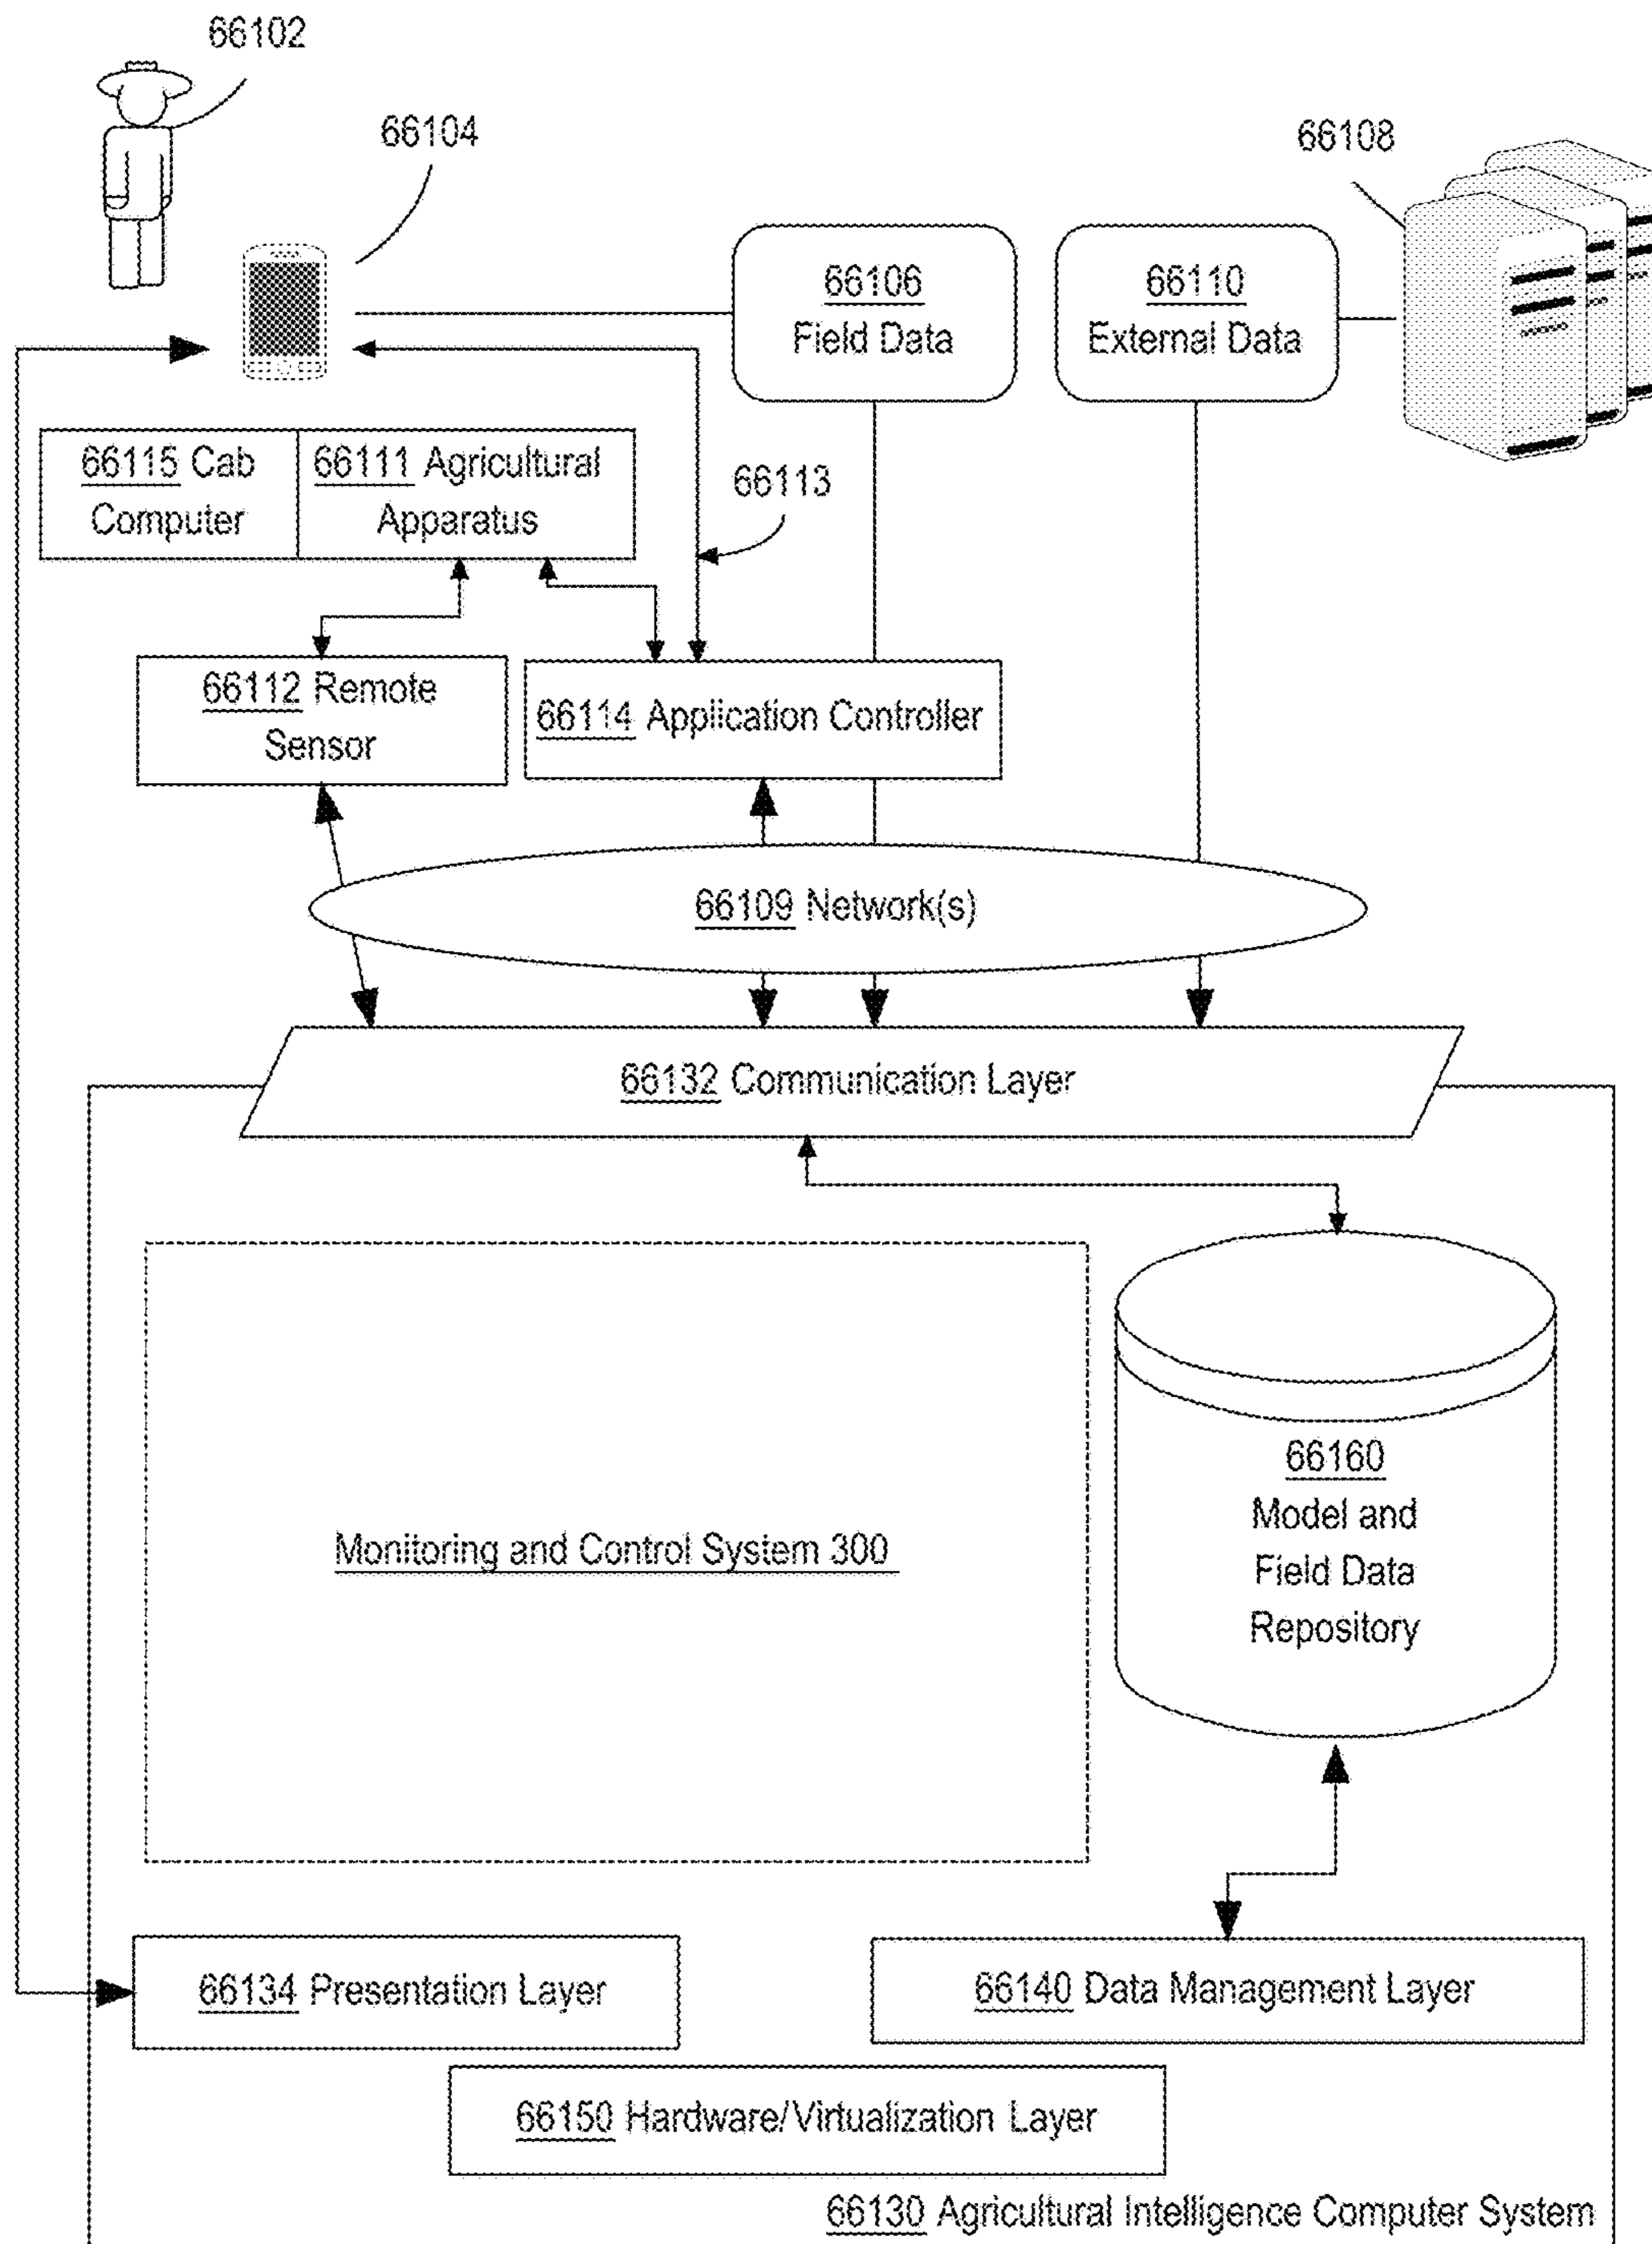 66102
66104
66108
66106
Field Data
66110
External Data
66115 Cab
Computer
66111 Agricultural
Apparatus
66113
66112 Remote
Sensor
66114 Application Controller
66109 Network(s)
66132 Communication Layer
Monitoring and Control System 300
66160
Model and
Field Data
Repository
66134 Presentation Layer
66140 Data Management Layer
66150 Hardware/Virtualization Layer
66130 Agricultural Intelligence Computer System